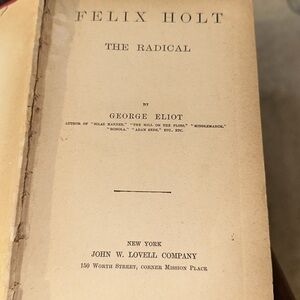 FELIX HOLT
THE RADICAL
BY
GEORGE ELIOT
AUTHOR OF "SILAS MARNER," "THE MILL ON THE FLOSS," "MIDDLEMARCH,"
"ROMOLA," "ADAM BEDE," ETC., ETC.
NEW YORK
JOHN W. LOVELL COMPANY
150 WORTH STREET, CORNER MISSION PLACE